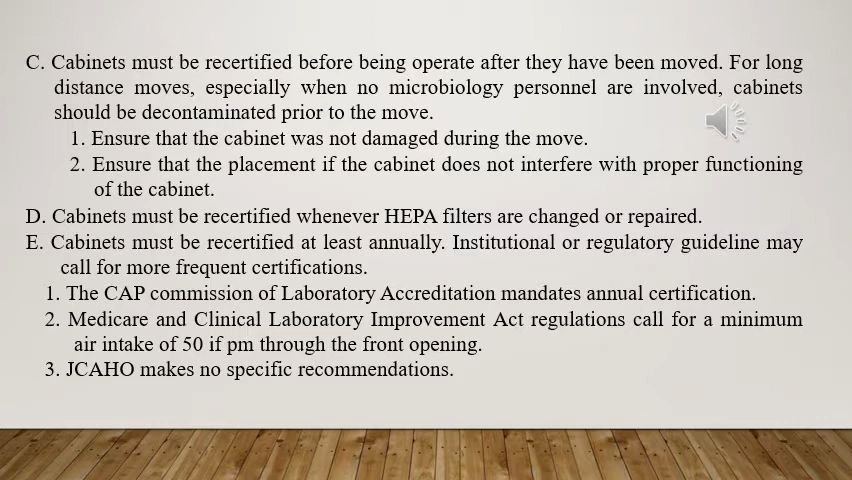 C. Cabinets must be recertified before being operate after they have been moved. For long
distance moves, especially when no microbiology personnel are involved, cabinets
should be decontaminated prior to the move.
1. Ensure that the cabinet was not damaged during the move.
2. Ensure that the placement if the cabinet does not interfere with proper functioning
of the cabinet.
D. Cabinets must be recertified whenever HEPA filters are changed or repaired.
E. Cabinets must be recertified at least annually. Institutional or regulatory guideline may
call for more frequent certifications.
1. The CAP commission of Laboratory Accreditation mandates annual certification.
2. Medicare and Clinical Laboratory Improvement Act regulations call for a minimum
air intake of 50 if pm through the front opening.
3. JCAHO makes no specific recommendations.